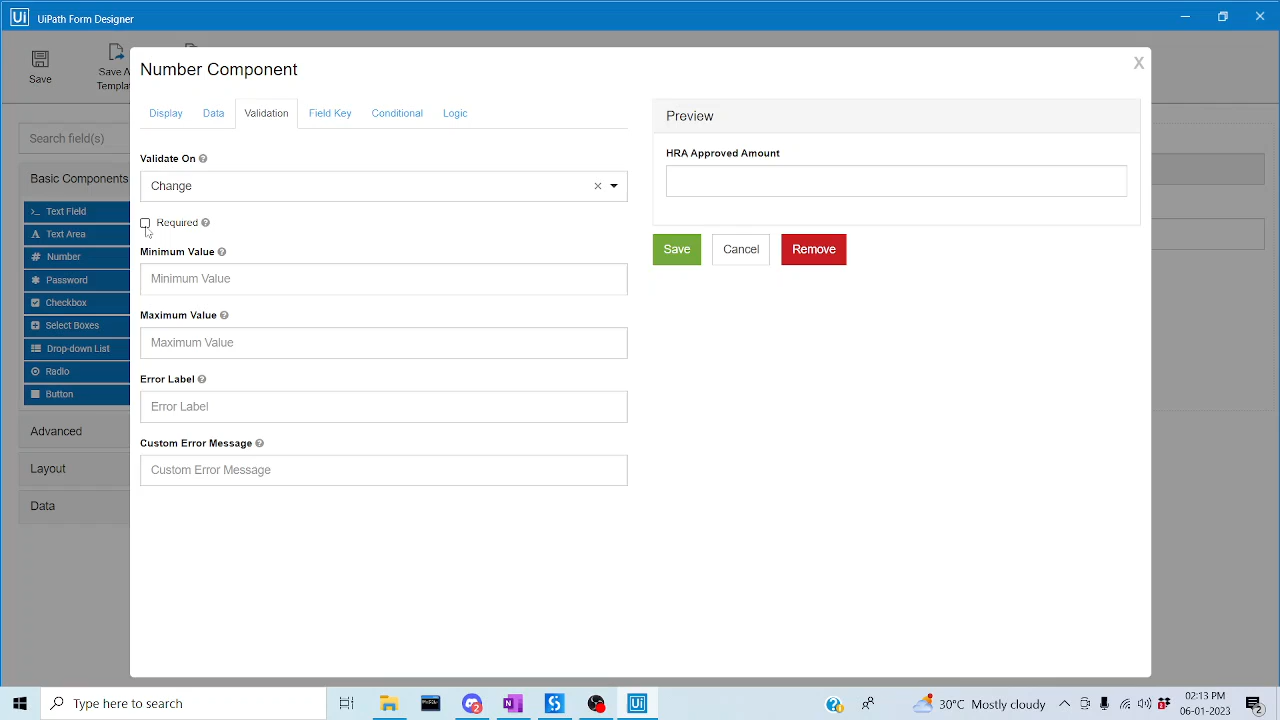 Ui UiPath Form Designer
Save
Save A
Templat
Number Component
X
Display Data Validation Field Key Conditional Logic
Search field(s)
Basic Components
Text Field
Text Area
Number
Password
Checkbox
Select Boxes
Drop-down List
Radio
Button
Advanced
Layout
Data
Validate On
Change
Required
Minimum Value
Minimum Value
Maximum Value
Maximum Value
Error Label
Error Label
Custom Error Message
Custom Error Message
Preview
HRA Approved Amount
Save Cancel Remove
Type here to search
30°C Mostly cloudy
02:13 PM
06-01-2023